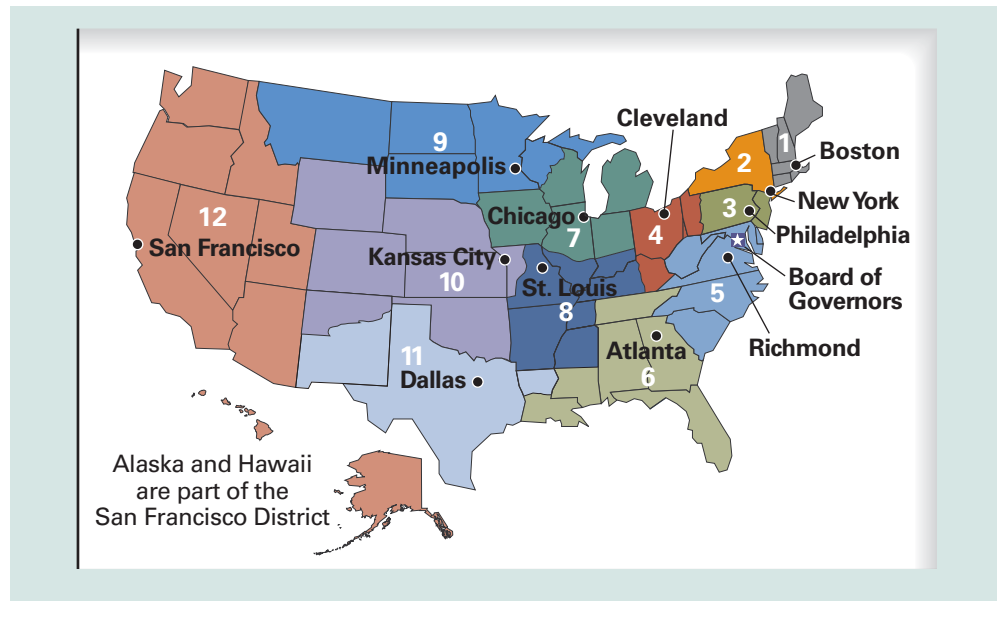 Cleveland
9
1
Minneapolis
2
Boston
3
New York
12
Chicago
4
Philadelphia
San Francisco
7
Kansas City
10
St. Louis
Board of
Governors
5
8
Richmond
11
Atlanta
Dallas
6
Alaska and Hawaii
are part of the
San Francisco District